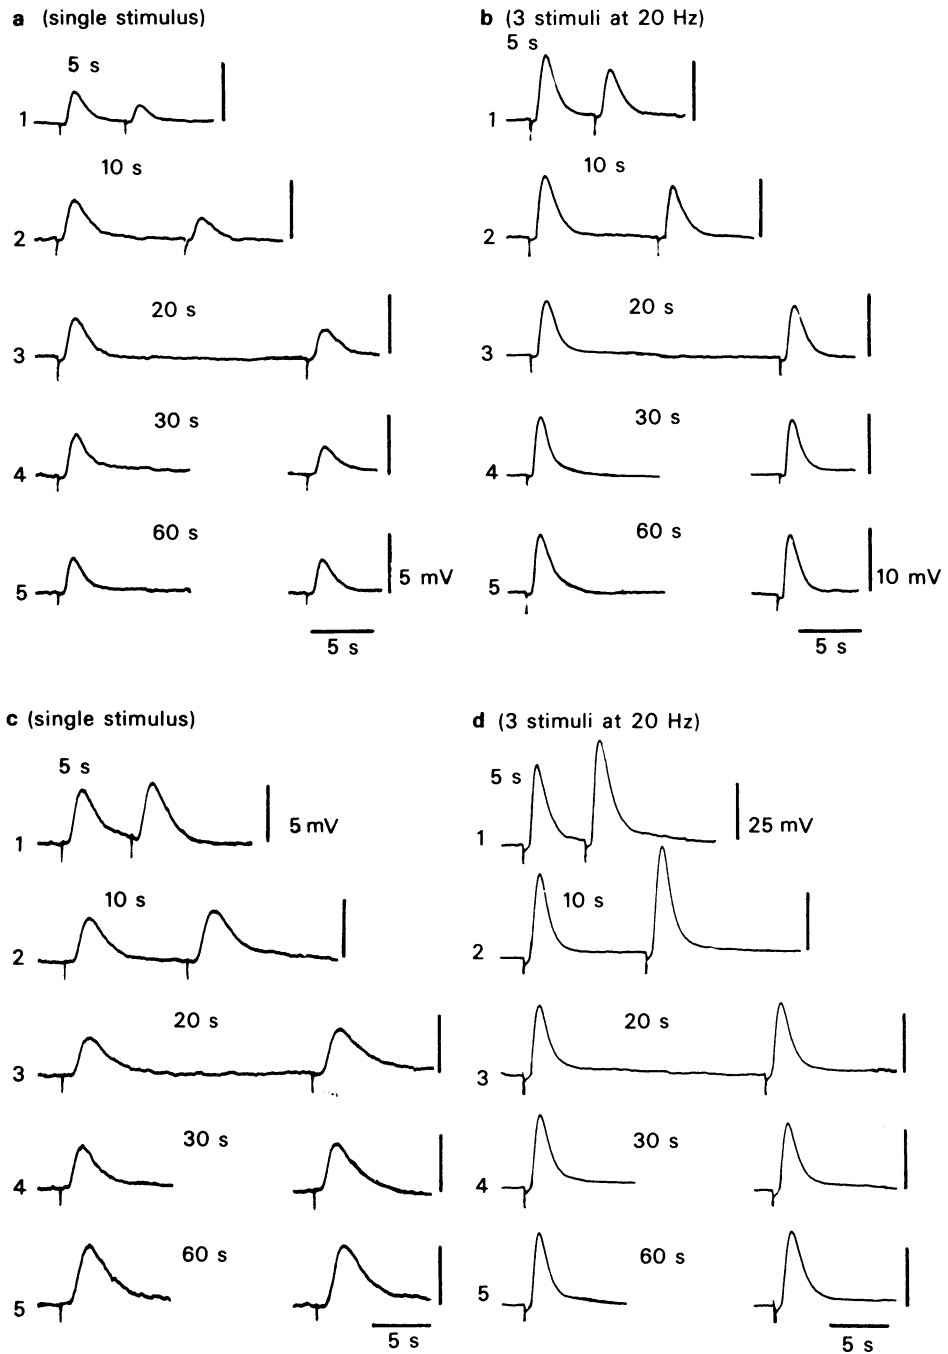 a (single stimulus)
5 s
1
10 s
2
20 s
3
30 s
4
60 s
5
5 mV
5 s
b (3 stimuli at 20 Hz)
5 s
1
10 s
2
20 s
3
30 s
4
60 s
5
10 mV
5 s
c (single stimulus)
5 s
1
5 mV
10 s
2
20 s
3
30 s
4
60 s
5
5 s
d (3 stimuli at 20 Hz)
5 s
1
25 mV
10 s
2
20 s
3
30 s
4
60 s
5
5 s